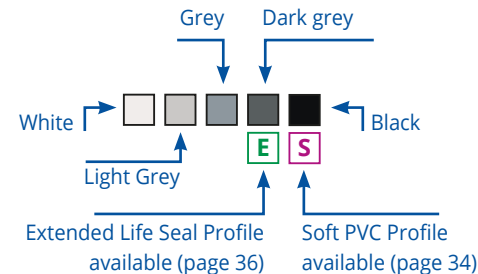 Grey
Dark grey
White
Black
E
S
Light Grey
Extended Life Seal Profile
available (page 36)
Soft PVC Profile
available (page 34)